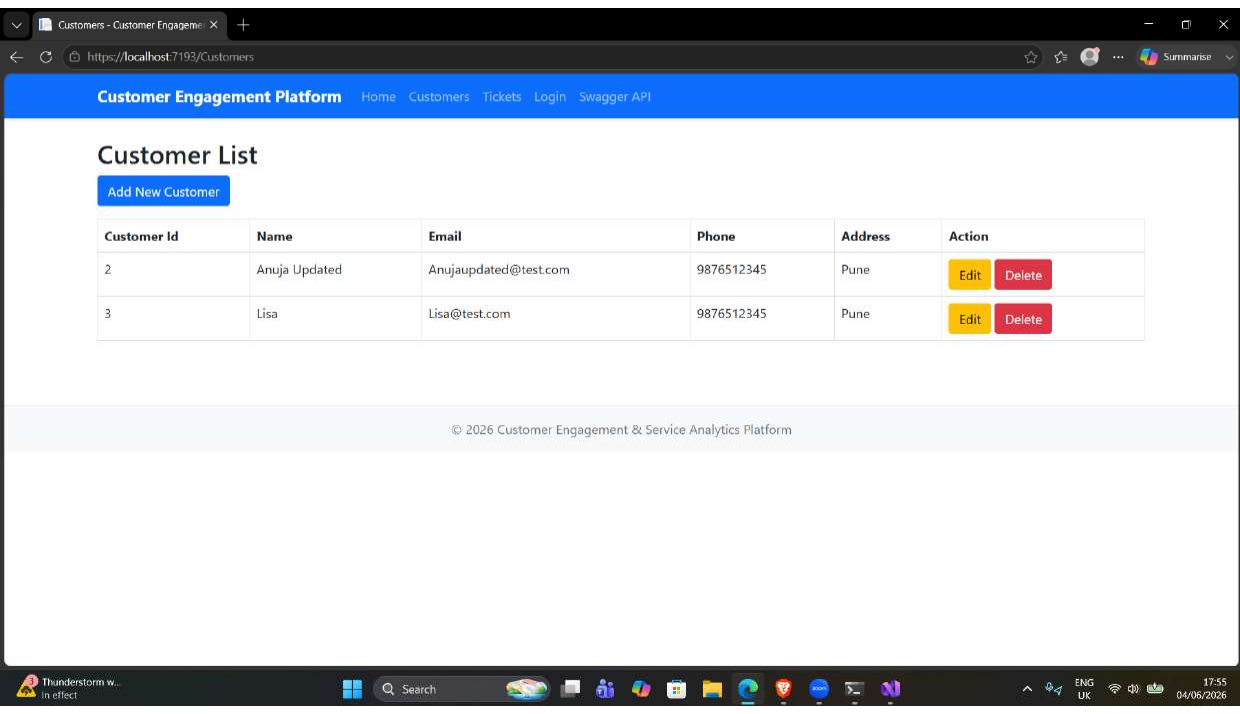 Customers - Customer Engageme
https://localhost:7193/Customers
Summarise
Customer Engagement Platform Home Customers Tickets Login Swagger API
Customer List
Add New Customer
Customer Id Name Email Phone Address Action
2 Anuja Updated Anujaupdated@test.com 9876512345 Pune Edit Delete
3 Lisa Lisa@test.com 9876512345 Pune Edit Delete
© 2026 Customer Engagement & Service Analytics Platform
3
Thunderstorm w...
In effect
Search
zoom
ENG
UK
17:55
04/06/2026